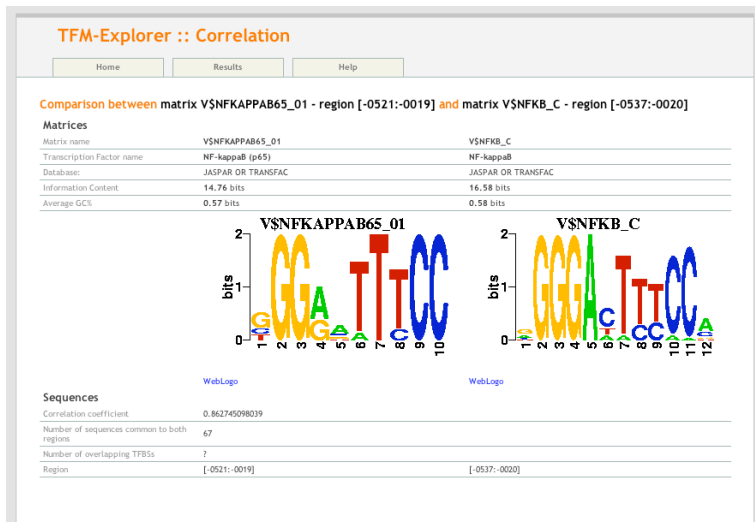 TFM-Explorer :: Correlation
Home Results Help
Comparison between matrix V$NFKAPPAB65_01 - region [-0521:-0019] and matrix V$NFKB_C - region [-0537:-0020]
Matrices
Matrix name V$NFKAPPAB65_01 V$NFKB_C
Transcription Factor name NF-kappaB (p65) NF-kappaB
Database: JASPAR OR TRANSFAC JASPAR OR TRANSFAC
Information Content 14.76 bits 16.58 bits
Average GC% 0.57 bits 0.58 bits
V$NFKAPPAB65_01 V$NFKB_C
2 2
bits 1 bits 1
0 0
1 2 3 4 5 6 7 8 9 10 1 2 3 4 5 6 7 8 9 10 11 12
WebLogo WebLogo
Sequences
Correlation coefficient 0.862745098039
Number of sequences common to both
regions 67
Number of overlapping TFBSs ?
Region [-0521:-0019] [-0537:-0020]